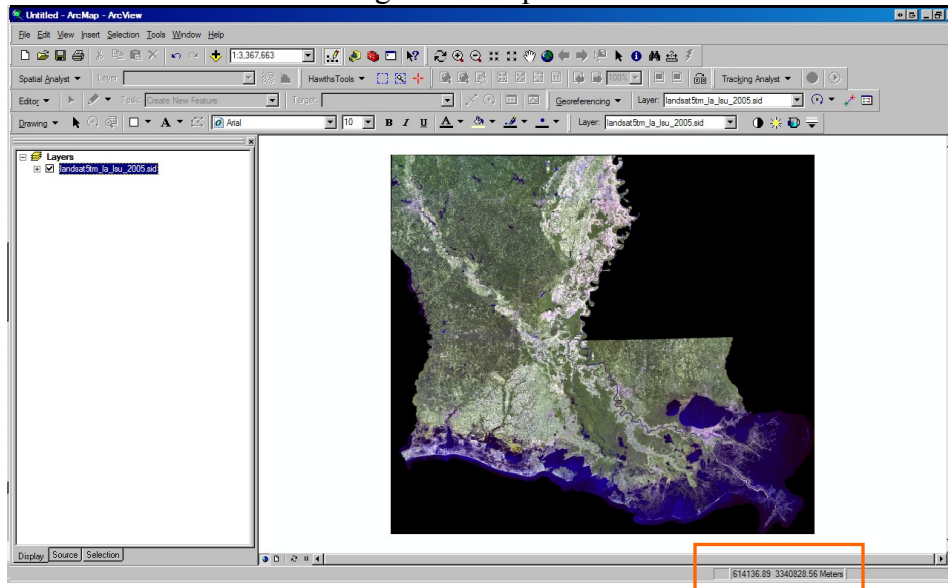 Untitled - ArcMap - ArcView
File Edit View Insert Selection Tools Window Help
1:3,367,663
Spatial Analyst Layer: HawthsTools 100% Tracking Analyst
Editor Task: Create New Feature Target: Georeferencing Layer: landsat5tm_la_lsu_2005.sid
Drawing A Arial 10 B I U A Layer: landsat5tm_la_lsu_2005.sid
Layers
landsat5tm_la_lsu_2005.sid
Display Source Selection
614136.89 3340828.56 Meters